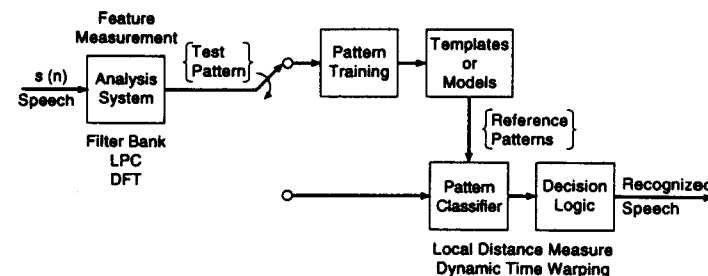 Feature
Measurement
s (n)
Speech
Analysis
System
Filter Bank
LPC
DFT
Test
Pattern
Pattern
Training
Templates
or
Models
Reference
Patterns
Pattern
Classifier
Decision
Logic
Recognized
Speech
Local Distance Measure
Dynamic Time Warping